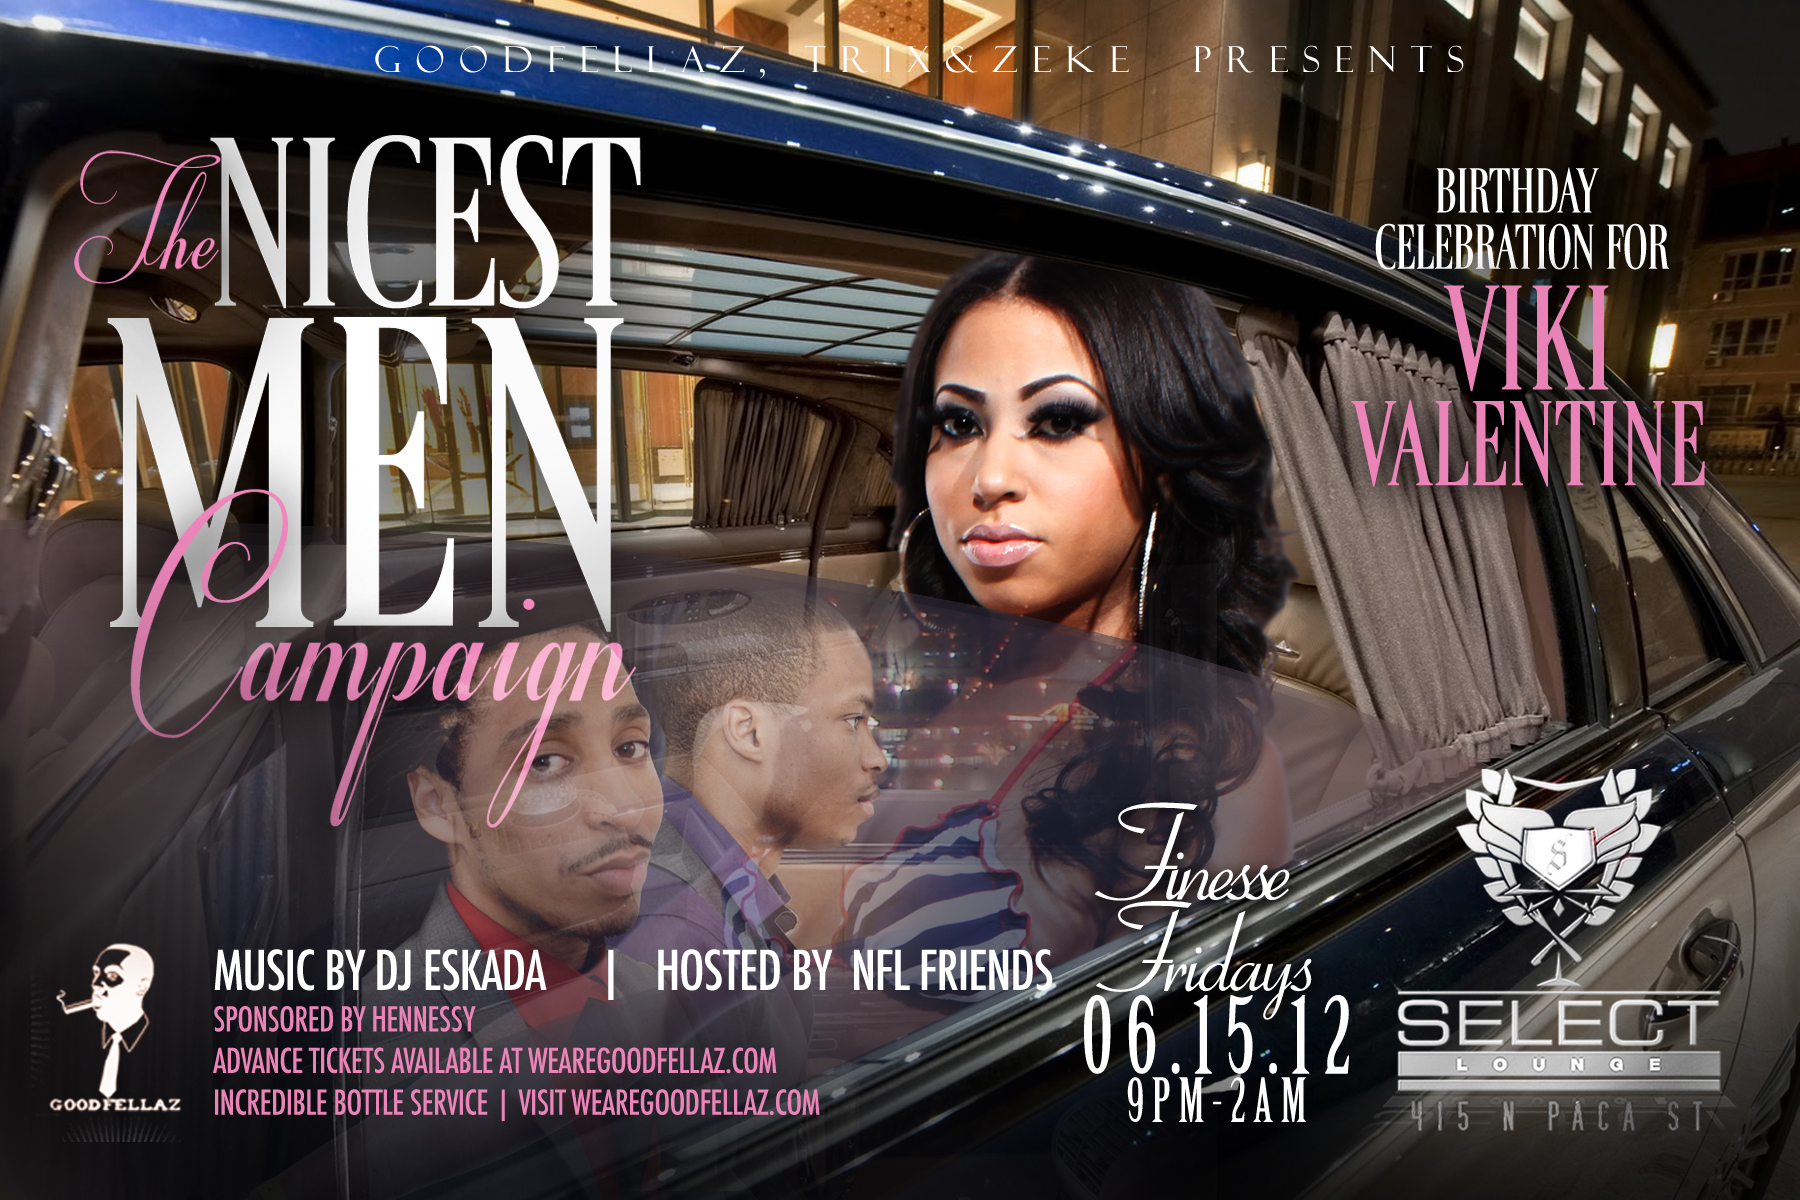 GOODFELLAZ, TRIX&ZEKE PRESENTS
The NICEST
MEN
Campaign
BIRTHDAY
CELEBRATION FOR
VIKI
VALENTINE
Finesse
Fridays
06.15.12
9PM-2AM
S
SELECT
LOUNGE
415 N PACA ST
GOODFELLAZ
MUSIC BY DJ ESKADA | HOSTED BY NFL FRIENDS
SPONSORED BY HENNESSY
ADVANCE TICKETS AVAILABLE AT WEAREGOODFELLAZ.COM
INCREDIBLE BOTTLE SERVICE | VISIT WEAREGOODFELLAZ.COM